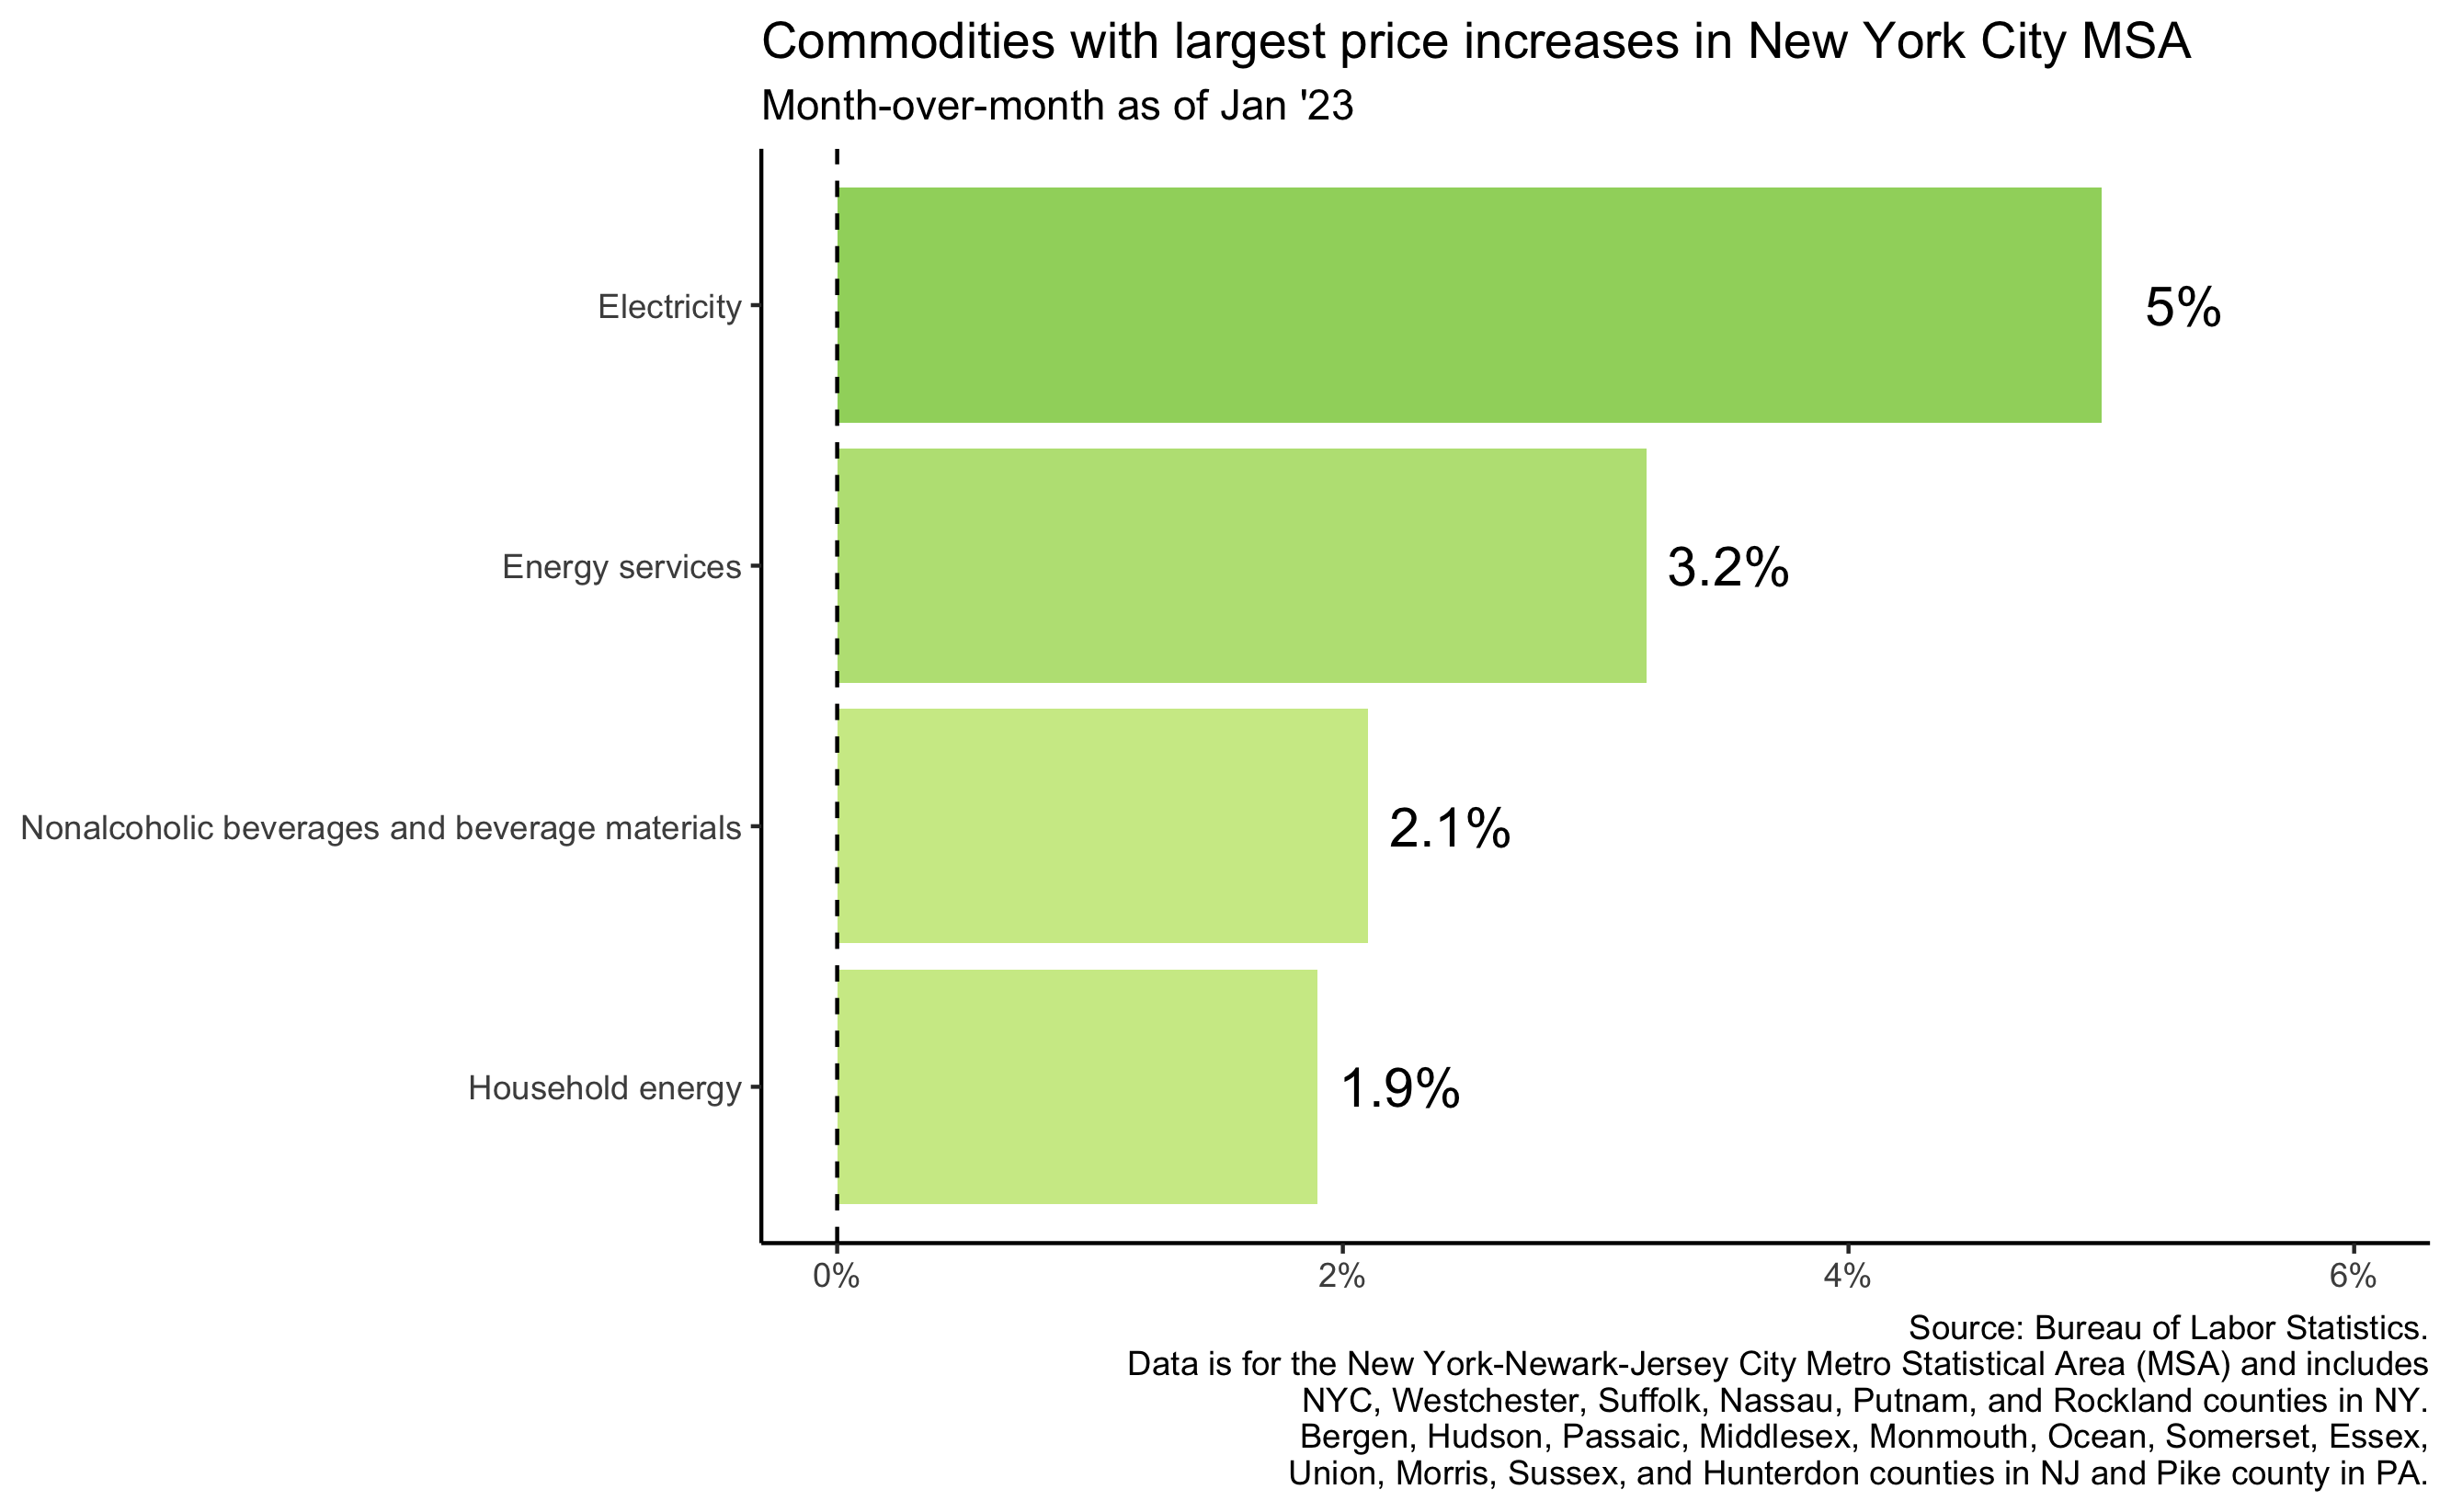 Commodities with largest price increases in New York City MSA
Month-over-month as of Jan '23
Electricity
5%
Energy services
3.2%
Nonalcoholic beverages and beverage materials
2.1%
Household energy
1.9%
0%
2%
4%
6%
Source: Bureau of Labor Statistics.
Data is for the New York-Newark-Jersey City Metro Statistical Area (MSA) and includes
NYC, Westchester, Suffolk, Nassau, Putnam, and Rockland counties in NY.
Bergen, Hudson, Passaic, Middlesex, Monmouth, Ocean, Somerset, Essex,
Union, Morris, Sussex, and Hunterdon counties in NJ and Pike county in PA.